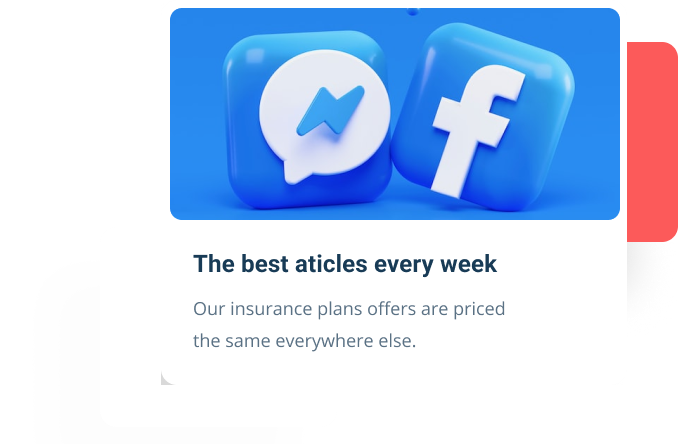 The best aticles every week
Our insurance plans offers are priced
the same everywhere else.